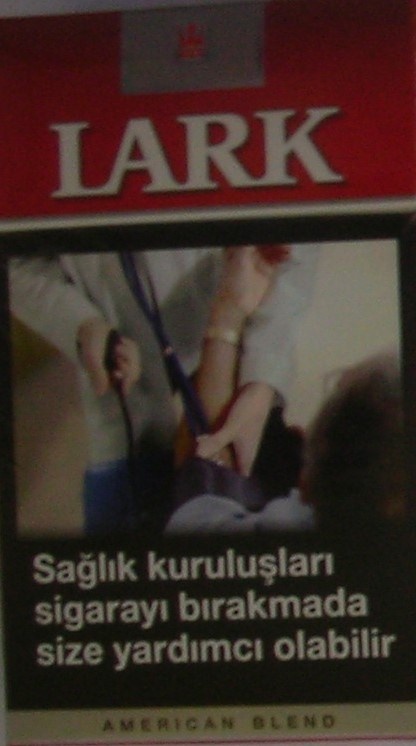 LARK
Sağlık kuruluşları
sigarayı bırakmada
size yardımcı olabilir
AMERICAN BLEND